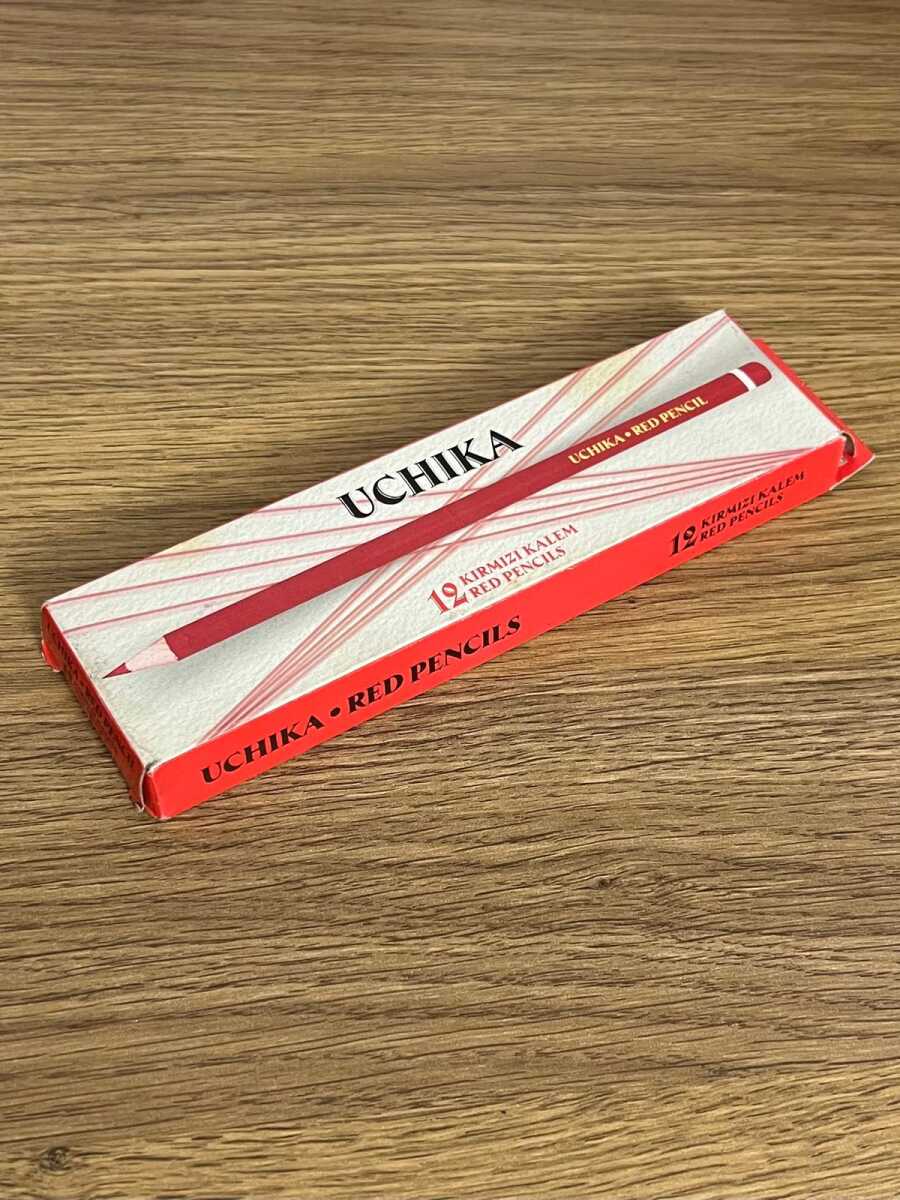 UCHIKA
UCHIKA • RED PENCIL
12 KIRMIZI KALEM
RED PENCILS
UCHIKA • RED PENCILS
12 KIRMIZI KALEM
RED PENCILS